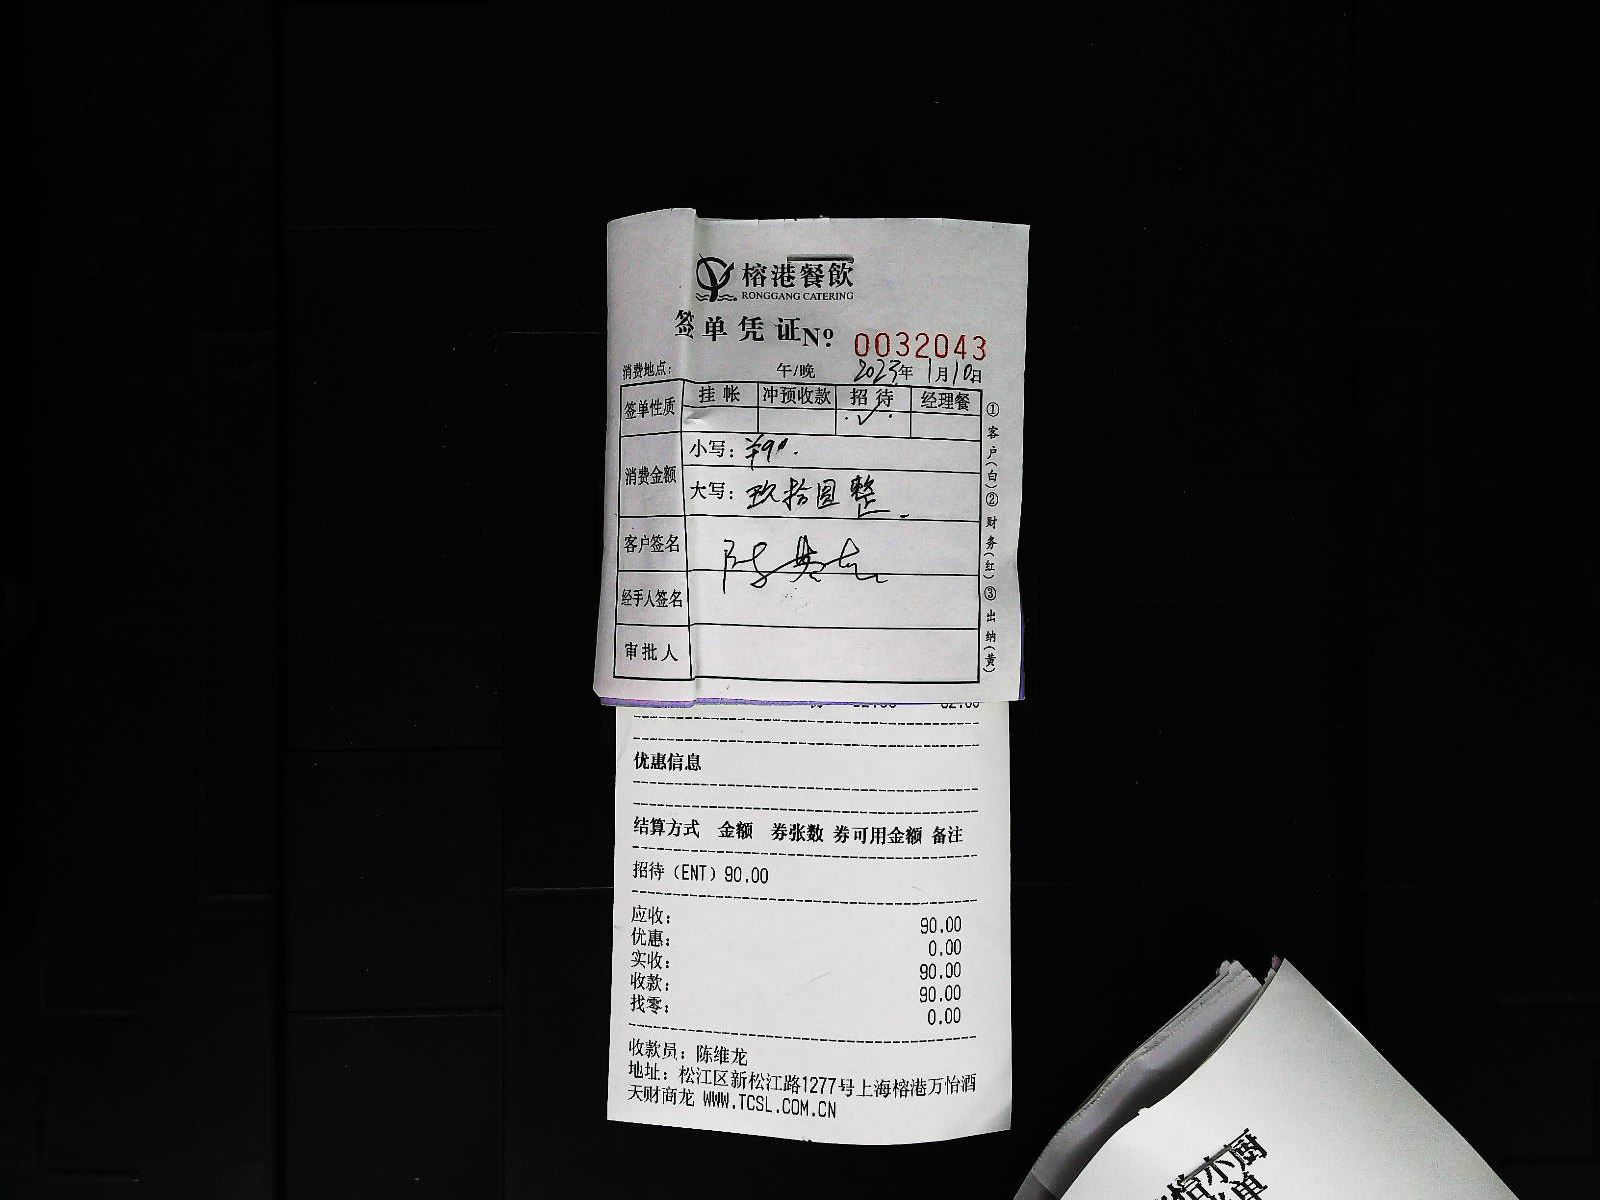 榕港餐飲
RONGGANG CATERING
签单凭证No 0032043
消费地点: 午/晚 2023年1月10日
签单性质 挂帐 冲预收款 招待 经理餐
✓
消费金额 小写: ¥90.
大写: 玖拾圆整
客户签名
经手人签名
审批人
①客户(白)②财务(红)③出纳(黄)
优惠信息
结算方式 金额 券张数 券可用金额 备注
招待(ENT)90.00
应收: 90.00
优惠: 0.00
实收: 90.00
收款: 90.00
找零: 0.00
收款员: 陈维龙
地址: 松江区新松江路1277号上海榕港万怡酒
天财商龙 WWW.TCSL.COM.CN
怡小厨
单